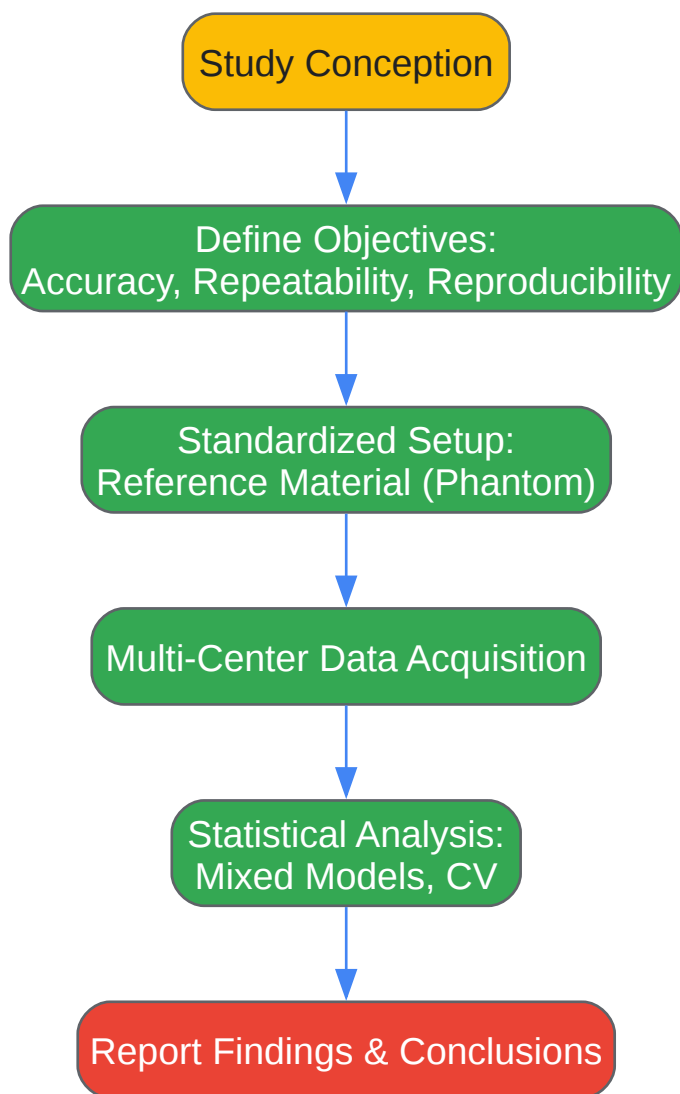 Study Conception
Define Objectives:
Accuracy, Repeatability, Reproducibility
Standardized Setup:
Reference Material (Phantom)
Multi-Center Data Acquisition
Statistical Analysis:
Mixed Models, CV
Report Findings & Conclusions